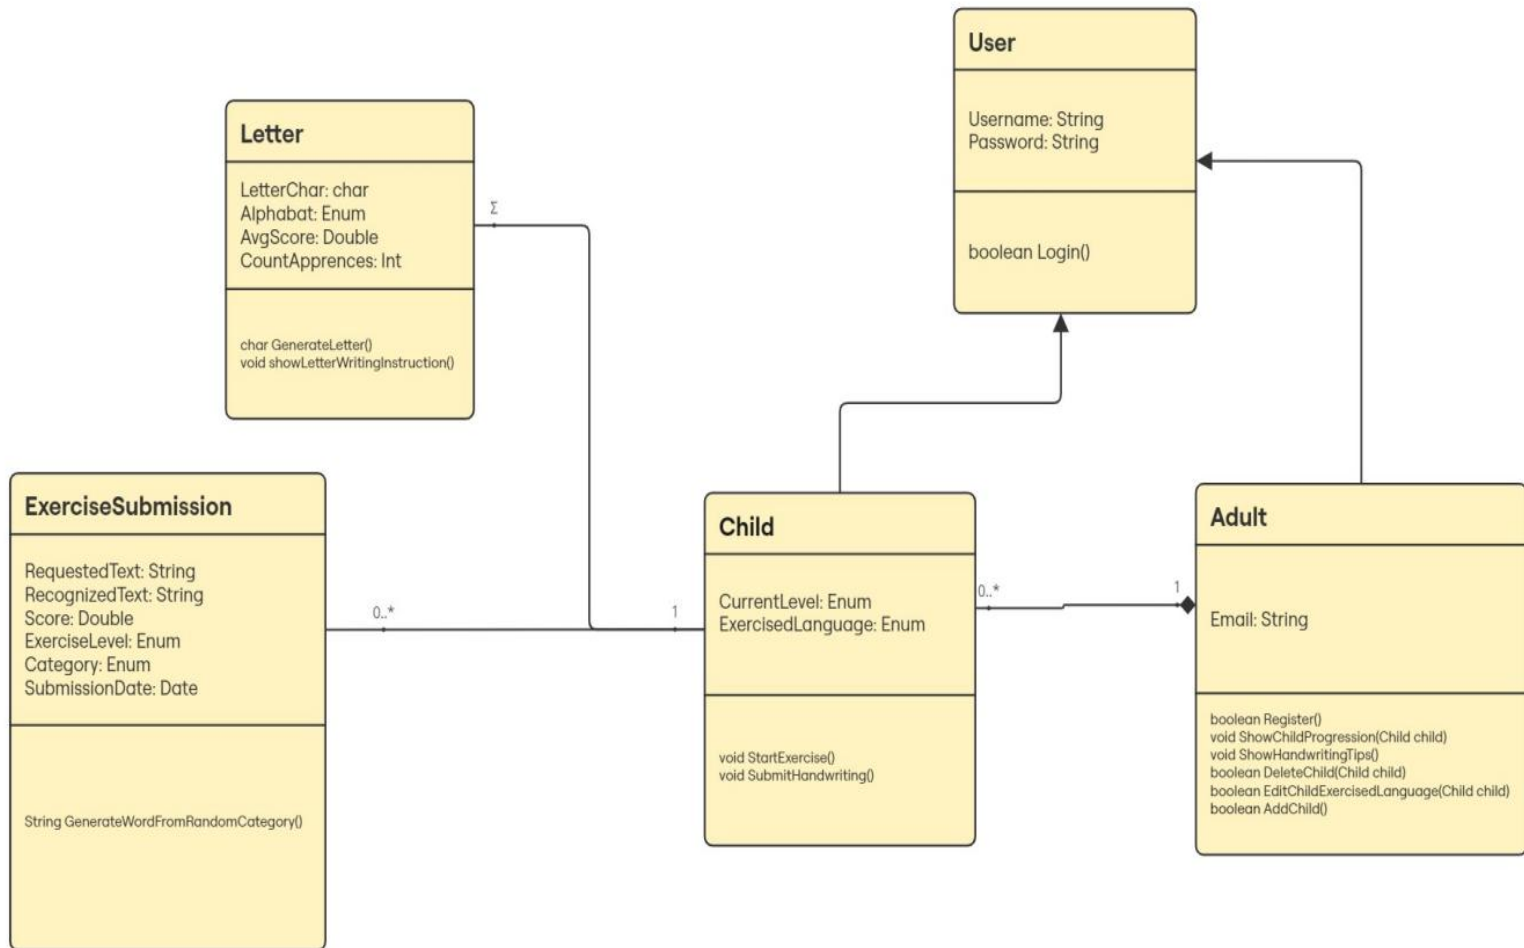 User
Username: String
Password: String
boolean Login()
Letter
LetterChar: char
Alphabat: Enum
AvgScore: Double
CountApprences: Int
char GenerateLetter()
void showLetterWritingInstruction()
Σ
ExerciseSubmission
RequestedText: String
RecognizedText: String
Score: Double
ExerciseLevel: Enum
Category: Enum
SubmissionDate: Date
String GenerateWordFromRandomCategory()
0..*
1
Child
CurrentLevel: Enum
ExercisedLanguage: Enum
void StartExercise()
void SubmitHandwriting()
0..*
1
Adult
Email: String
boolean Register()
void ShowChildProgression(Child child)
void ShowHandwritingTips()
boolean DeleteChild(Child child)
boolean EditChildExercisedLanguage(Child child)
boolean AddChild()